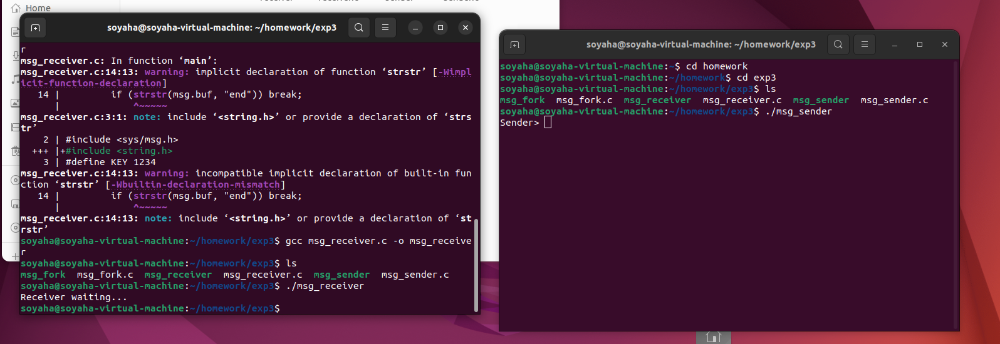 Home
soyaha@soyaha-virtual-machine: ~/homework/exp3
r
msg_receiver.c: In function ‘main’:
msg_receiver.c:14:13: warning: implicit declaration of function ‘strstr’ [-Wimpl
icit-function-declaration]
   14 |         if (strstr(msg.buf, "end")) break;
      |             ^~~~~~
msg_receiver.c:3:1: note: include ‘<string.h>’ or provide a declaration of ‘strs
tr’
    2 | #include <sys/msg.h>
  +++ |+#include <string.h>
    3 | #define KEY 1234
msg_receiver.c:14:13: warning: incompatible implicit declaration of built-in fun
ction ‘strstr’ [-Wbuiltin-declaration-mismatch]
   14 |         if (strstr(msg.buf, "end")) break;
      |             ^~~~~~
msg_receiver.c:14:13: note: include ‘<string.h>’ or provide a declaration of ‘st
rstr’
soyaha@soyaha-virtual-machine:~/homework/exp3$ gcc msg_receiver.c -o msg_receive
r
soyaha@soyaha-virtual-machine:~/homework/exp3$ ls
msg_fork  msg_fork.c  msg_receiver  msg_receiver.c  msg_sender  msg_sender.c
soyaha@soyaha-virtual-machine:~/homework/exp3$ ./msg_receiver
Receiver waiting...
soyaha@soyaha-virtual-machine:~/homework/exp3$
soyaha@soyaha-virtual-machine: ~/homework/exp3
soyaha@soyaha-virtual-machine:~$ cd homework
soyaha@soyaha-virtual-machine:~/homework$ cd exp3
soyaha@soyaha-virtual-machine:~/homework/exp3$ ls
msg_fork  msg_fork.c  msg_receiver  msg_receiver.c  msg_sender  msg_sender.c
soyaha@soyaha-virtual-machine:~/homework/exp3$ ./msg_sender
Sender>